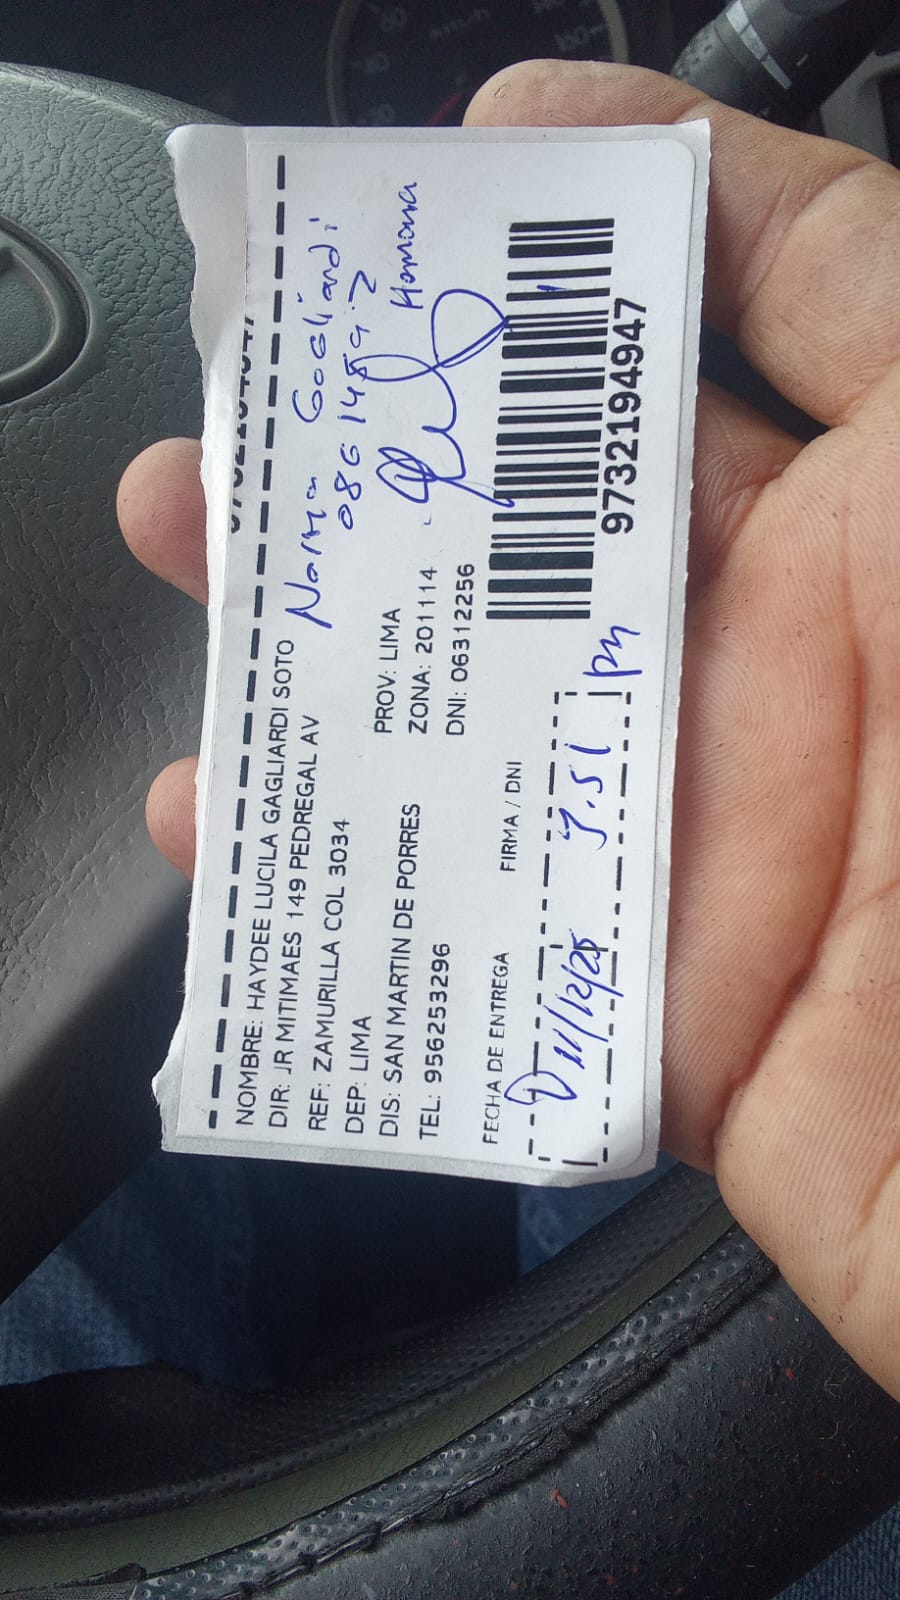 NOMBRE: HAYDEE LUCILA GAGLIARDI SOTO
DIR: JR MITIMAES 149 PEDREGAL AV
REF: ZAMURILLA COL 3034
DEP: LIMA
PROV: LIMA
DIS: SAN MARTIN DE PORRES
ZONA: 201114
TEL: 956253296
DNI: 06312256
Norma Gagliardi
Hermana
FECHA DE ENTREGA
FIRMA / DNI
11/12/25
pm
9732194947